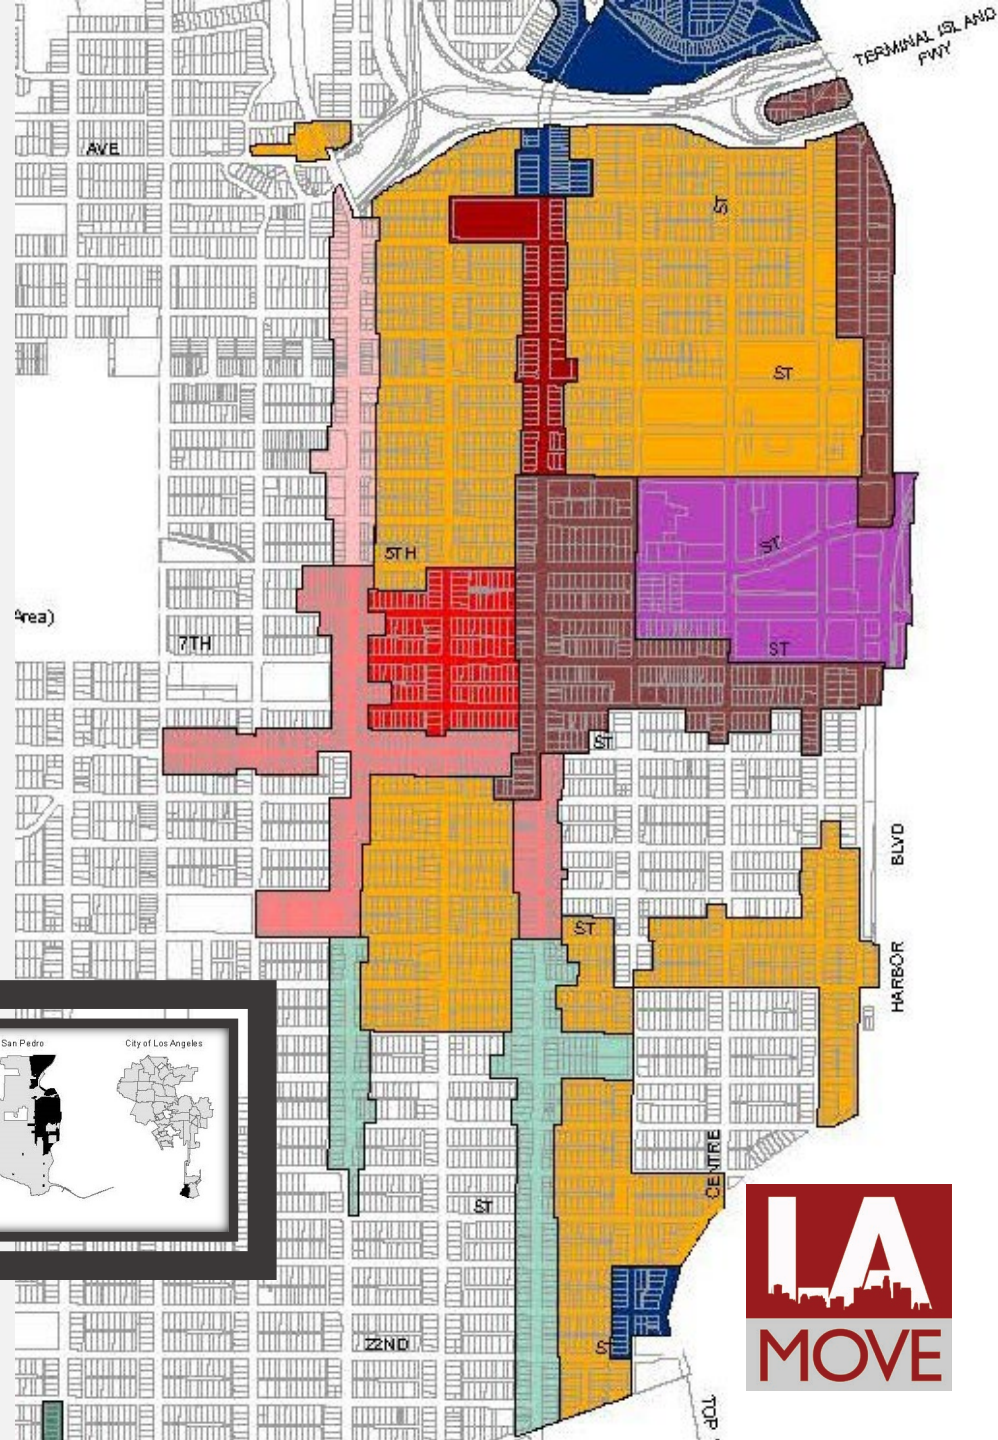 TERMINAL ISLAND
FWY
AVE
ST
ST
5TH
ST
Area)
7TH
ST
ST
BLVD
ST
HARBOR
San Pedro
City of Los Angeles
CENTRE
ST
22ND
ST
LA
MOVE
TOP